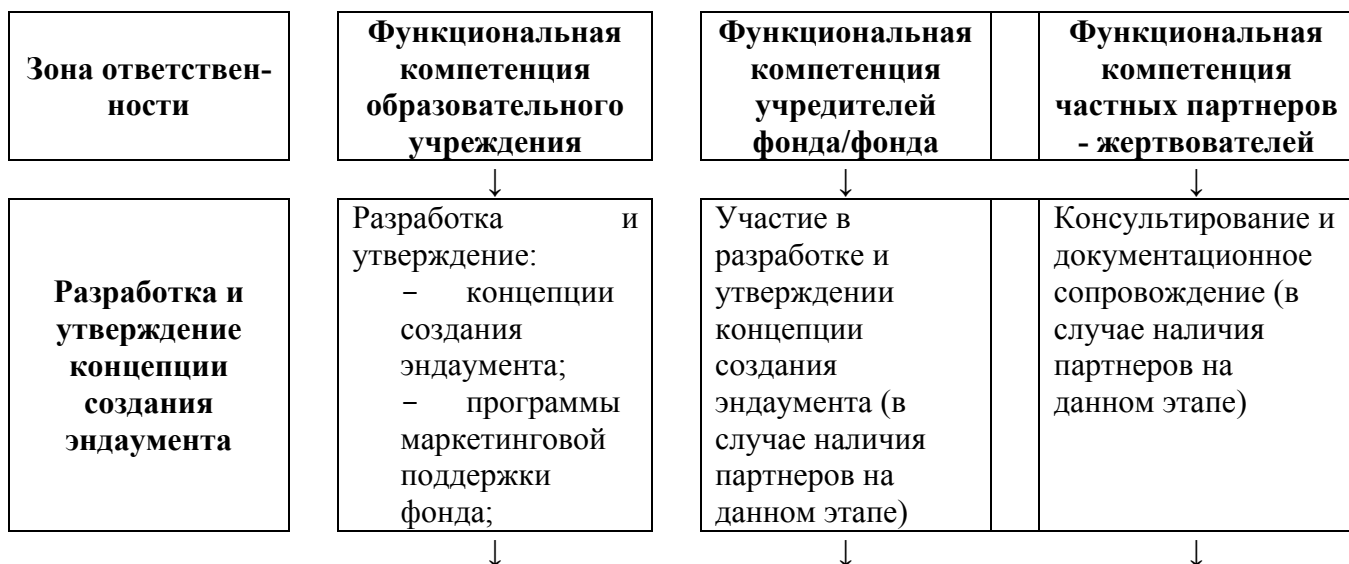 Зона ответствен-
ности
Функциональная
компетенция
образовательного
учреждения
Функциональная
компетенция
учредителей
фонда/фонда
Функциональная
компетенция
частных партнеров
- жертвователей
↓ ↓ ↓
Разработка и
утверждение
концепции
создания
эндаумента
Разработка и
утверждение:
− концепции
создания
эндаумента;
− программы
маркетинговой
поддержки
фонда;
Участие в
разработке и
утверждении
концепции
создания
эндаумента (в
случае наличия
партнеров на
данном этапе)
Консультирование и
документационное
сопровождение (в
случае наличия
партнеров на
данном этапе)
↓ ↓ ↓